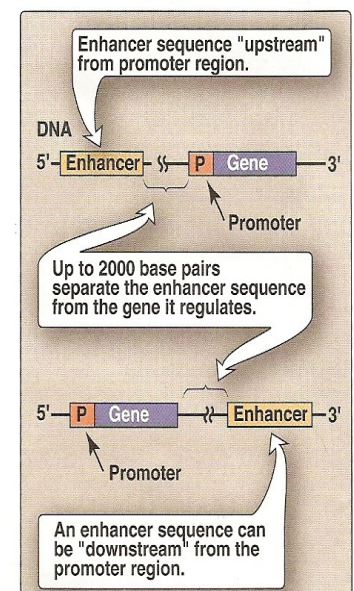 Enhancer sequence "upstream"
from promoter region.
DNA
5'
Enhancer
P
Gene
3'
Promoter
Up to 2000 base pairs
separate the enhancer sequence
from the gene it regulates.
5'
P
Gene
Enhancer
3'
Promoter
An enhancer sequence can
be "downstream" from the
promoter region.